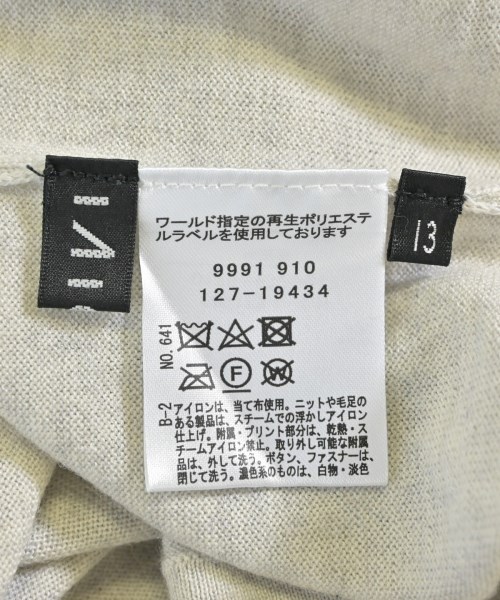 ワールド指定の再生ポリエステ
ルラベルを使用しております
9991 910
127-19434
NO. 641
F
W
B-2
アイロンは、当て布使用。ニットや毛足の
ある製品は、スチームでの浮かしアイロン
仕上げ。附属・プリント部分は、乾熱・ス
チームアイロン禁止。取り外し可能な附属
品は、外して洗う。ボタン、ファスナーは、
閉じて洗う。濃色系のものは、白物・淡色
13